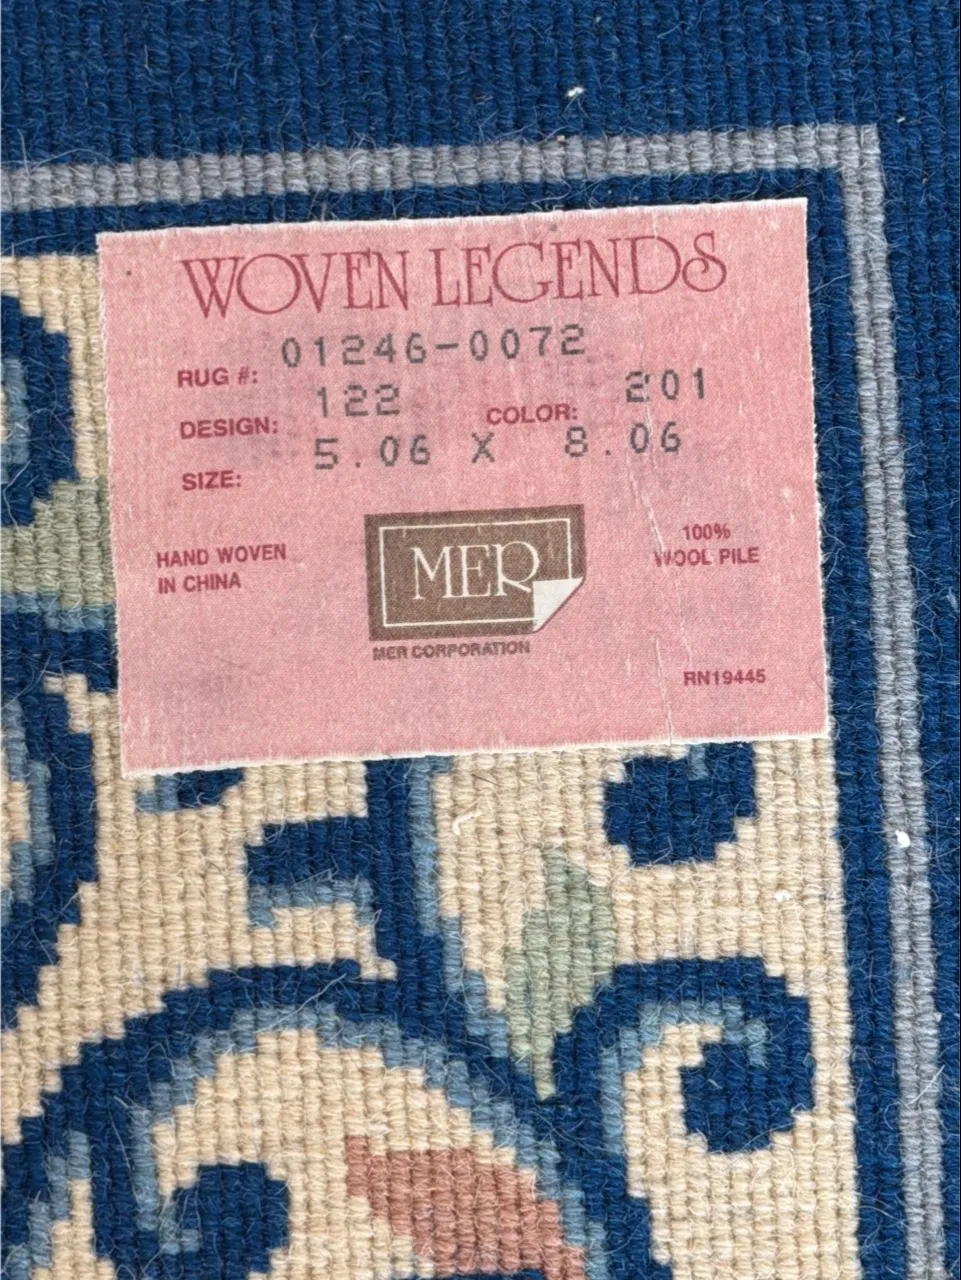 WOVEN LEGENDS
RUG #: 01246-0072
DESIGN: 122 COLOR: 201
SIZE: 5.06 X 8.06
HAND WOVEN
IN CHINA
MER
MER CORPORATION
100%
WOOL PILE
RN19445